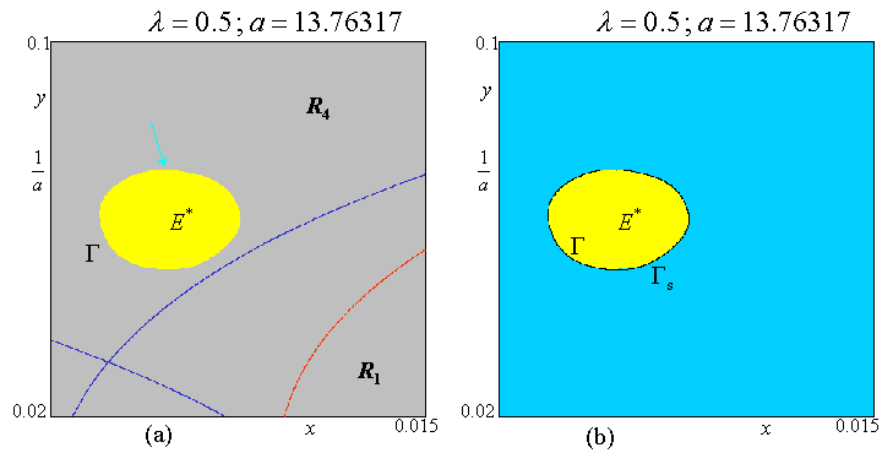 λ = 0.5; a = 13.76317
0.1
y
1/a
R₄
E*
Γ
R₁
0.02
x
0.015
(a)
λ = 0.5; a = 13.76317
0.1
y
1/a
E*
Γ
Γₛ
0.02
x
0.015
(b)